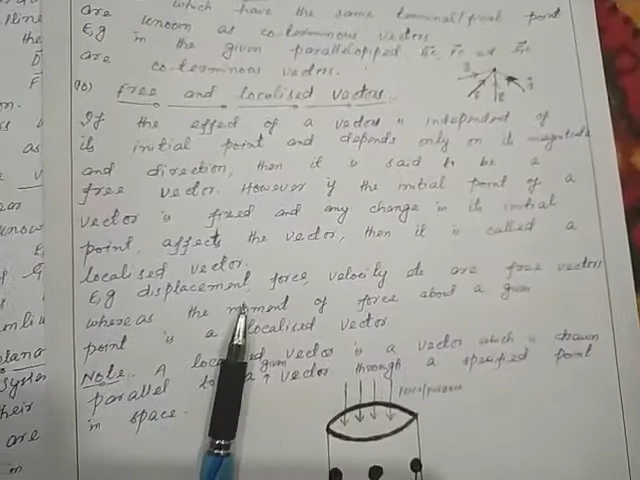 are which have the same terminal/final point
are known as co-terminous vectors
E.g in the given parallelopiped,
are co-terminous vectors.
(10) Free and localised vectors.
If the effect of a vector is independent of
its initial point and depends only on its magnitude
and direction, then it is said to be a
free vector. However if the initial point of a
vector is fixed and any change in its initial
point, affects the vector, then it is called a
localised vector.
E.g displacement, force, velocity etc are free vectors
where as the moment of force about a given
point is a localised vector
Note. A localised vector is a vector which is drawn
parallel to a given vector through a specified point
in space.